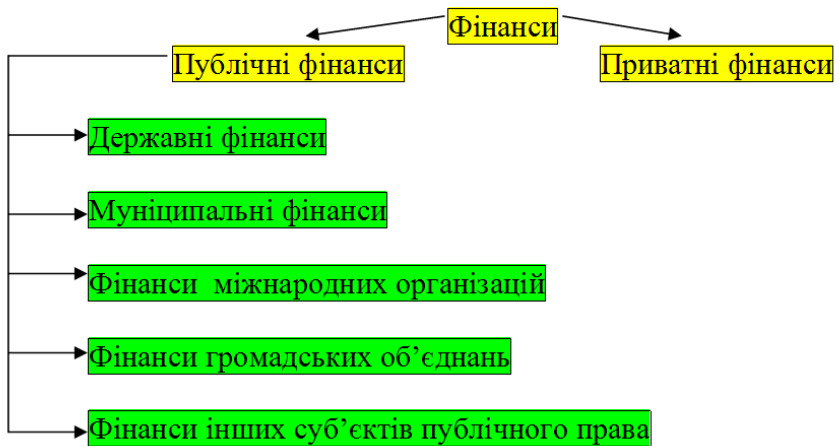 Фінанси
Публічні фінанси
Приватні фінанси
Державні фінанси
Муніципальні фінанси
Фінанси міжнародних організацій
Фінанси громадських об’єднань
Фінанси інших суб’єктів публічного права